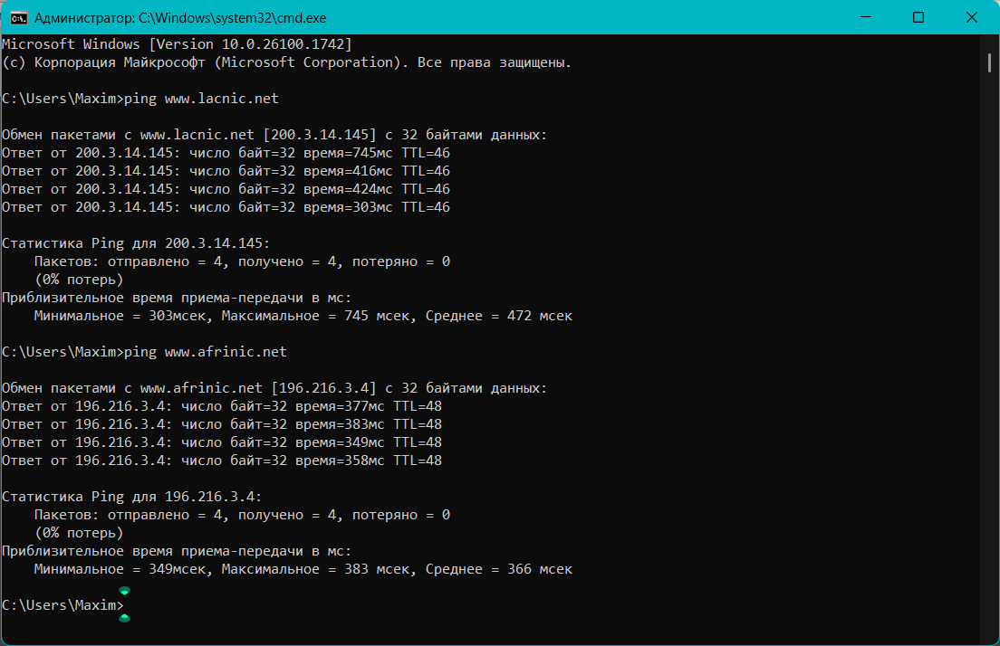 Администратор: C:\Windows\system32\cmd.exe
Microsoft Windows [Version 10.0.26100.1742]
(c) Корпорация Майкрософт (Microsoft Corporation). Все права защищены.
C:\Users\Maxim>ping www.lacnic.net
Обмен пакетами с www.lacnic.net [200.3.14.145] с 32 байтами данных:
Ответ от 200.3.14.145: число байт=32 время=745мс TTL=46
Ответ от 200.3.14.145: число байт=32 время=416мс TTL=46
Ответ от 200.3.14.145: число байт=32 время=424мс TTL=46
Ответ от 200.3.14.145: число байт=32 время=303мс TTL=46
Статистика Ping для 200.3.14.145:
    Пакетов: отправлено = 4, получено = 4, потеряно = 0
    (0% потерь)
Приблизительное время приема-передачи в мс:
    Минимальное = 303мсек, Максимальное = 745 мсек, Среднее = 472 мсек
C:\Users\Maxim>ping www.afrinic.net
Обмен пакетами с www.afrinic.net [196.216.3.4] с 32 байтами данных:
Ответ от 196.216.3.4: число байт=32 время=377мс TTL=48
Ответ от 196.216.3.4: число байт=32 время=383мс TTL=48
Ответ от 196.216.3.4: число байт=32 время=349мс TTL=48
Ответ от 196.216.3.4: число байт=32 время=358мс TTL=48
Статистика Ping для 196.216.3.4:
    Пакетов: отправлено = 4, получено = 4, потеряно = 0
    (0% потерь)
Приблизительное время приема-передачи в мс:
    Минимальное = 349мсек, Максимальное = 383 мсек, Среднее = 366 мсек
C:\Users\Maxim>